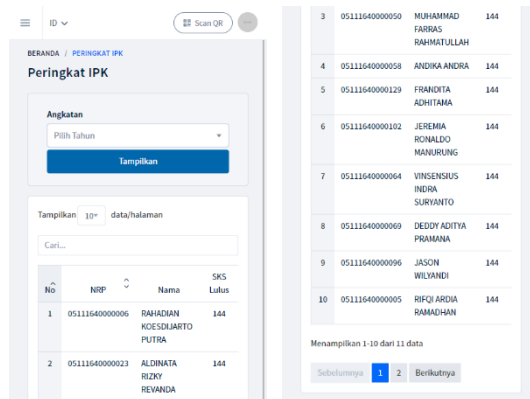 ID
Scan QR
BERANDA / PERINGKAT IPK
Peringkat IPK
Angkatan
Pilih Tahun
Tampilkan
Tampilkan 10 data/halaman
Cari...
No NRP Nama SKS
Lulus
1 05111640000006 RAHADIAN 144
KOESDIJARTO
PUTRA
2 05111640000023 ALDINATA 144
RIZKY
REVANDA
3 05111640000050 MUHAMMAD 144
FARRAS
RAHMATULLAH
4 05111640000058 ANDIKA ANDRA 144
5 05111640000129 FRANDITA 144
ADHITAMA
6 05111640000102 JEREMIA 144
RONALDO
MANURUNG
7 05111640000064 VINSENSIUS 144
INDRA
SURYANTO
8 05111640000069 DEDDY ADITYA 144
PRAMANA
9 05111640000096 JASON 144
WILYANDI
10 05111640000005 RIFQI ARDIA 144
RAMADHAN
Menampilkan 1-10 dari 11 data
Sebelumnya 1 2 Berikutnya